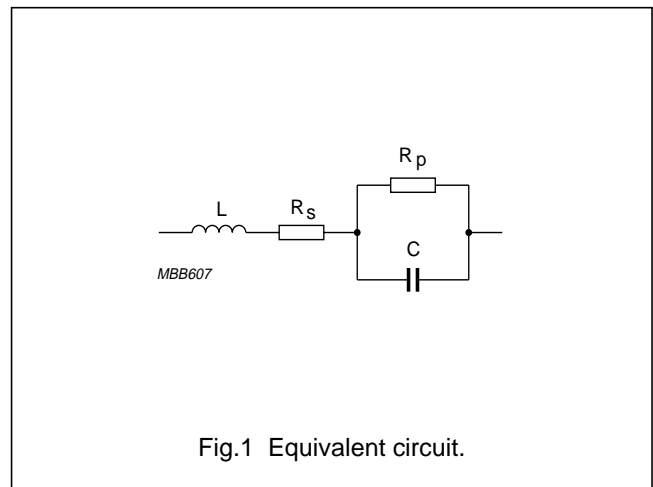 R p
L
R s
C
MBB607
Fig.1 Equivalent circuit.